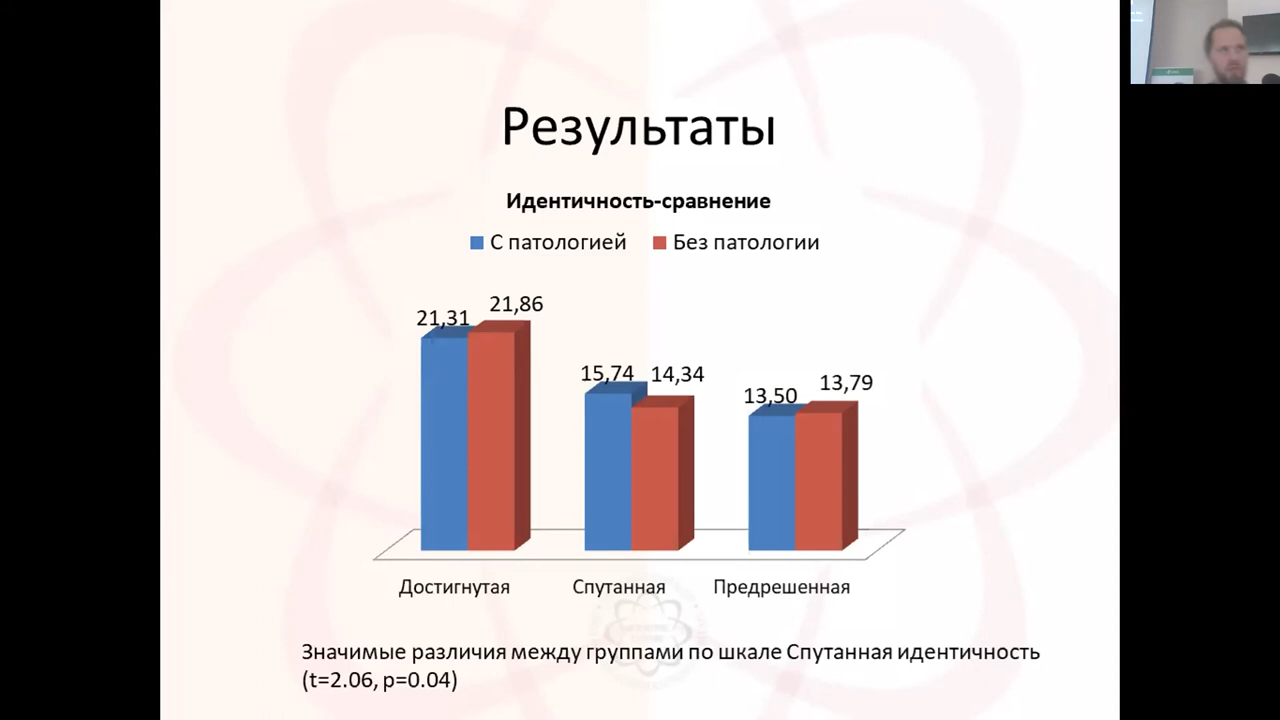 Результаты
Идентичность-сравнение
С патологией Без патологии
21,31 21,86
15,74 14,34
13,50 13,79
Достигнутая Спутанная Предрешенная
Значимые различия между группами по шкале Спутанная идентичность
(t=2.06, p=0.04)